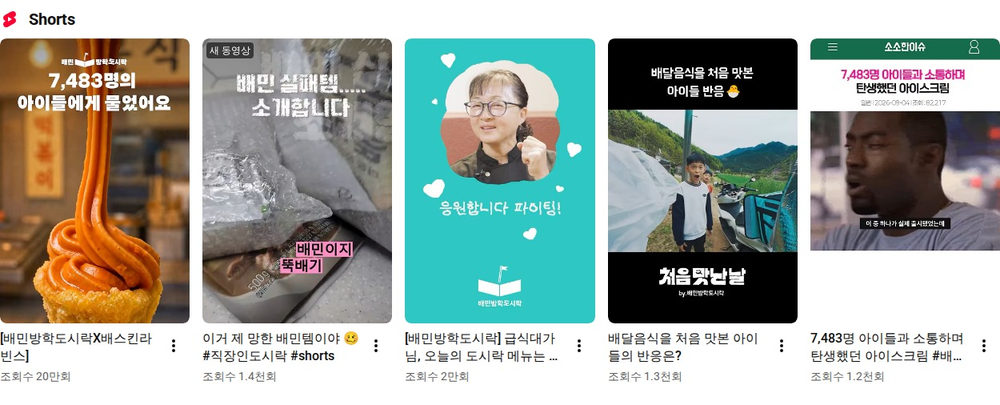 Shorts
배민방학도시락
7,483명의
아이들에게 물었어요
떡볶이
[배민방학도시락X배스킨라
빈스]
조회수 20만회
새 동영상
배민 실패템.....
소개합니다
500g
배민이지
뚝배기
이거 제 망한 배민템이야 🥴
#직장인도시락 #shorts
조회수 1.4천회
응원합니다 파이팅!
배민방학도시락
[배민방학도시락] 급식대가
님, 오늘의 도시락 메뉴는 ...
조회수 2만회
배달음식을 처음 맛본
아이들 반응🐣
처음맛난날
by.배민방학도시락
배달음식을 처음 맛본 아이
들의 반응은?
조회수 1.3천회
소소한이슈
7,483명 아이들과 소통하며
탄생했던 아이스크림
일반 | 2026-09-04 | 조회: 82,217
이 중 하나가 실제 출시됐었는데
7,483명 아이들과 소통하며
탄생했던 아이스크림 #배...
조회수 1.2천회